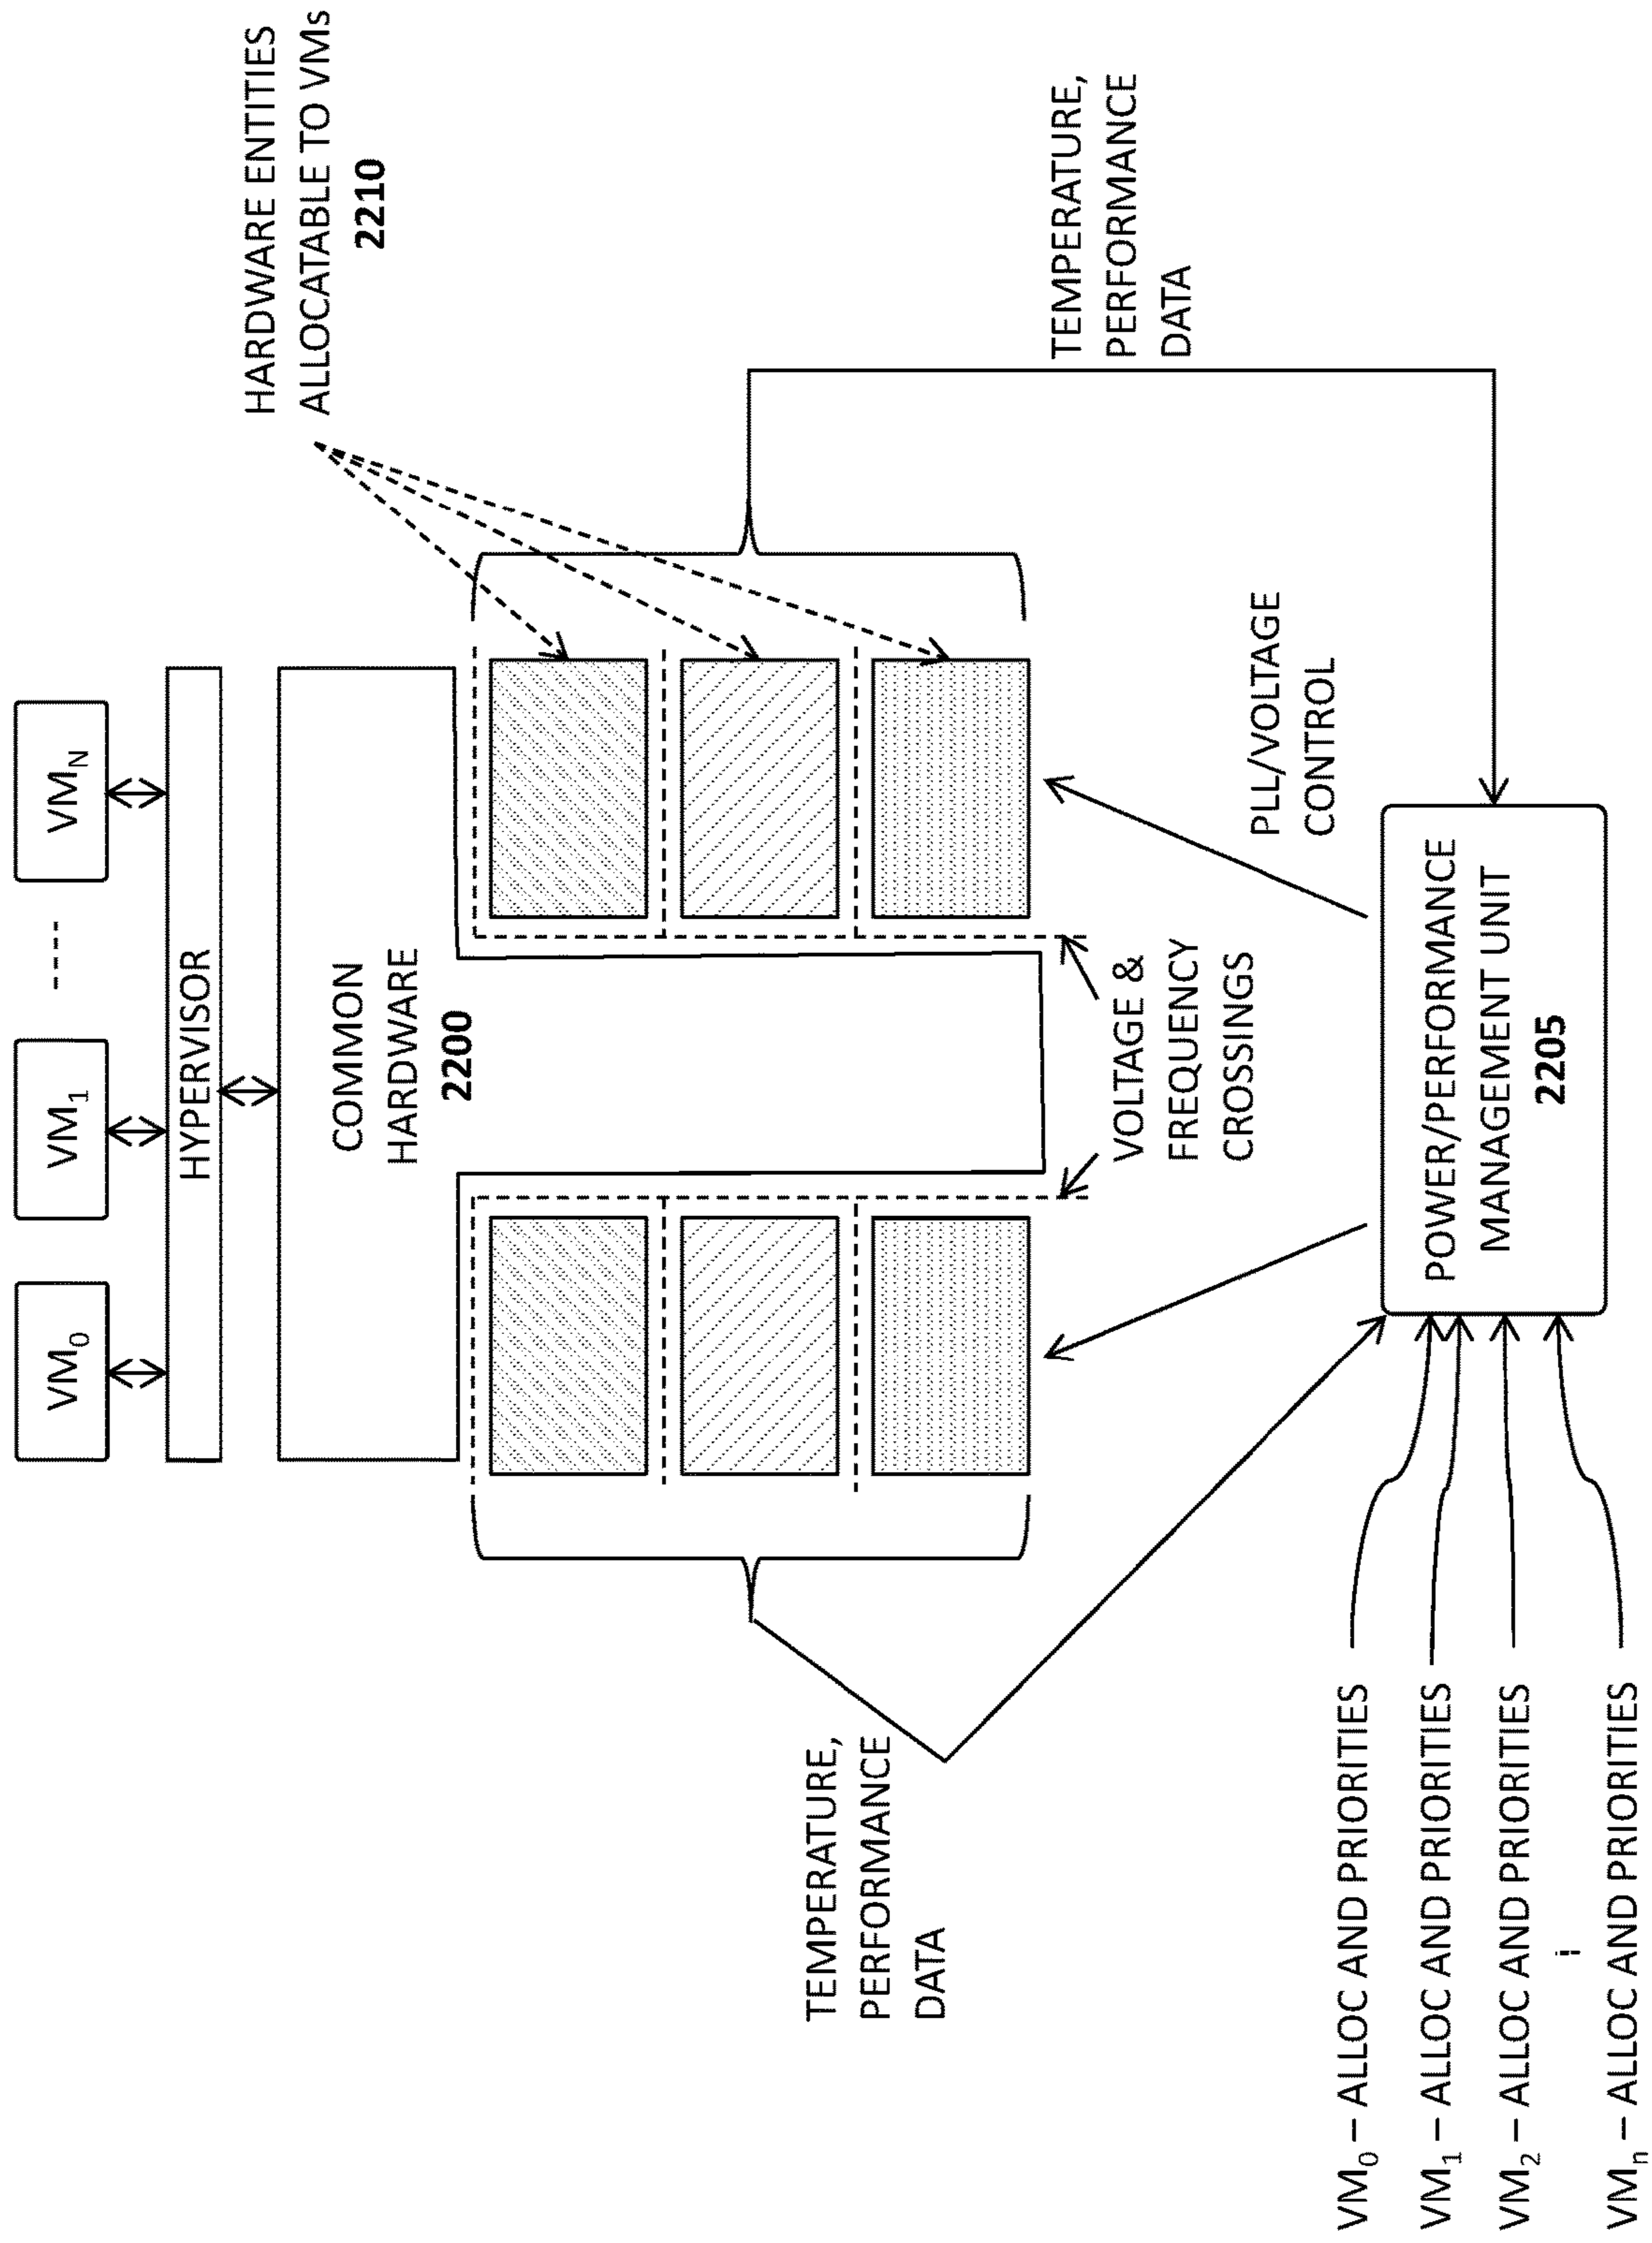 VM0
VM1
----
VMN
HYPERVISOR
COMMON
HARDWARE
2200
HARDWARE ENTITIES
ALLOCATABLE TO VMs
2210
TEMPERATURE,
PERFORMANCE
DATA
TEMPERATURE,
PERFORMANCE
DATA
VOLTAGE &
FREQUENCY
CROSSINGS
PLL/VOLTAGE
CONTROL
VM0 – ALLOC AND PRIORITIES
VM1 – ALLOC AND PRIORITIES
VM2 – ALLOC AND PRIORITIES
VMn – ALLOC AND PRIORITIES
POWER/PERFORMANCE
MANAGEMENT UNIT
2205